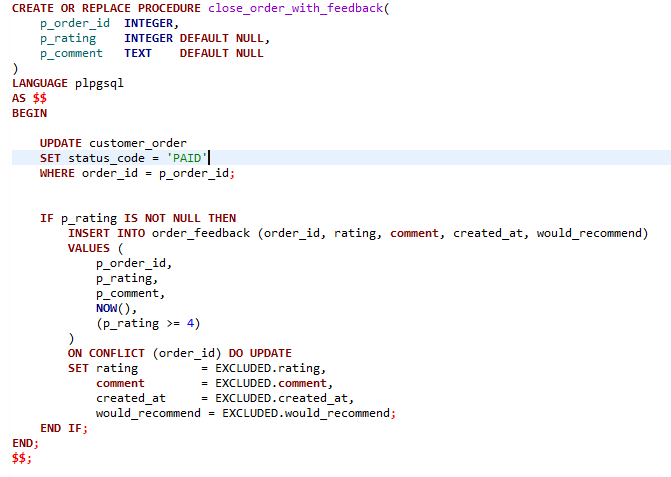 CREATE OR REPLACE PROCEDURE close_order_with_feedback(
    p_order_id  INTEGER,
    p_rating    INTEGER DEFAULT NULL,
    p_comment   TEXT    DEFAULT NULL
)
LANGUAGE plpgsql
AS $$
BEGIN

    UPDATE customer_order
    SET status_code = 'PAID'
    WHERE order_id = p_order_id;


    IF p_rating IS NOT NULL THEN
        INSERT INTO order_feedback (order_id, rating, comment, created_at, would_recommend)
        VALUES (
            p_order_id,
            p_rating,
            p_comment,
            NOW(),
            (p_rating >= 4)
        )
        ON CONFLICT (order_id) DO UPDATE
        SET rating         = EXCLUDED.rating,
            comment        = EXCLUDED.comment,
            created_at     = EXCLUDED.created_at,
            would_recommend = EXCLUDED.would_recommend;
    END IF;
END;
$$;